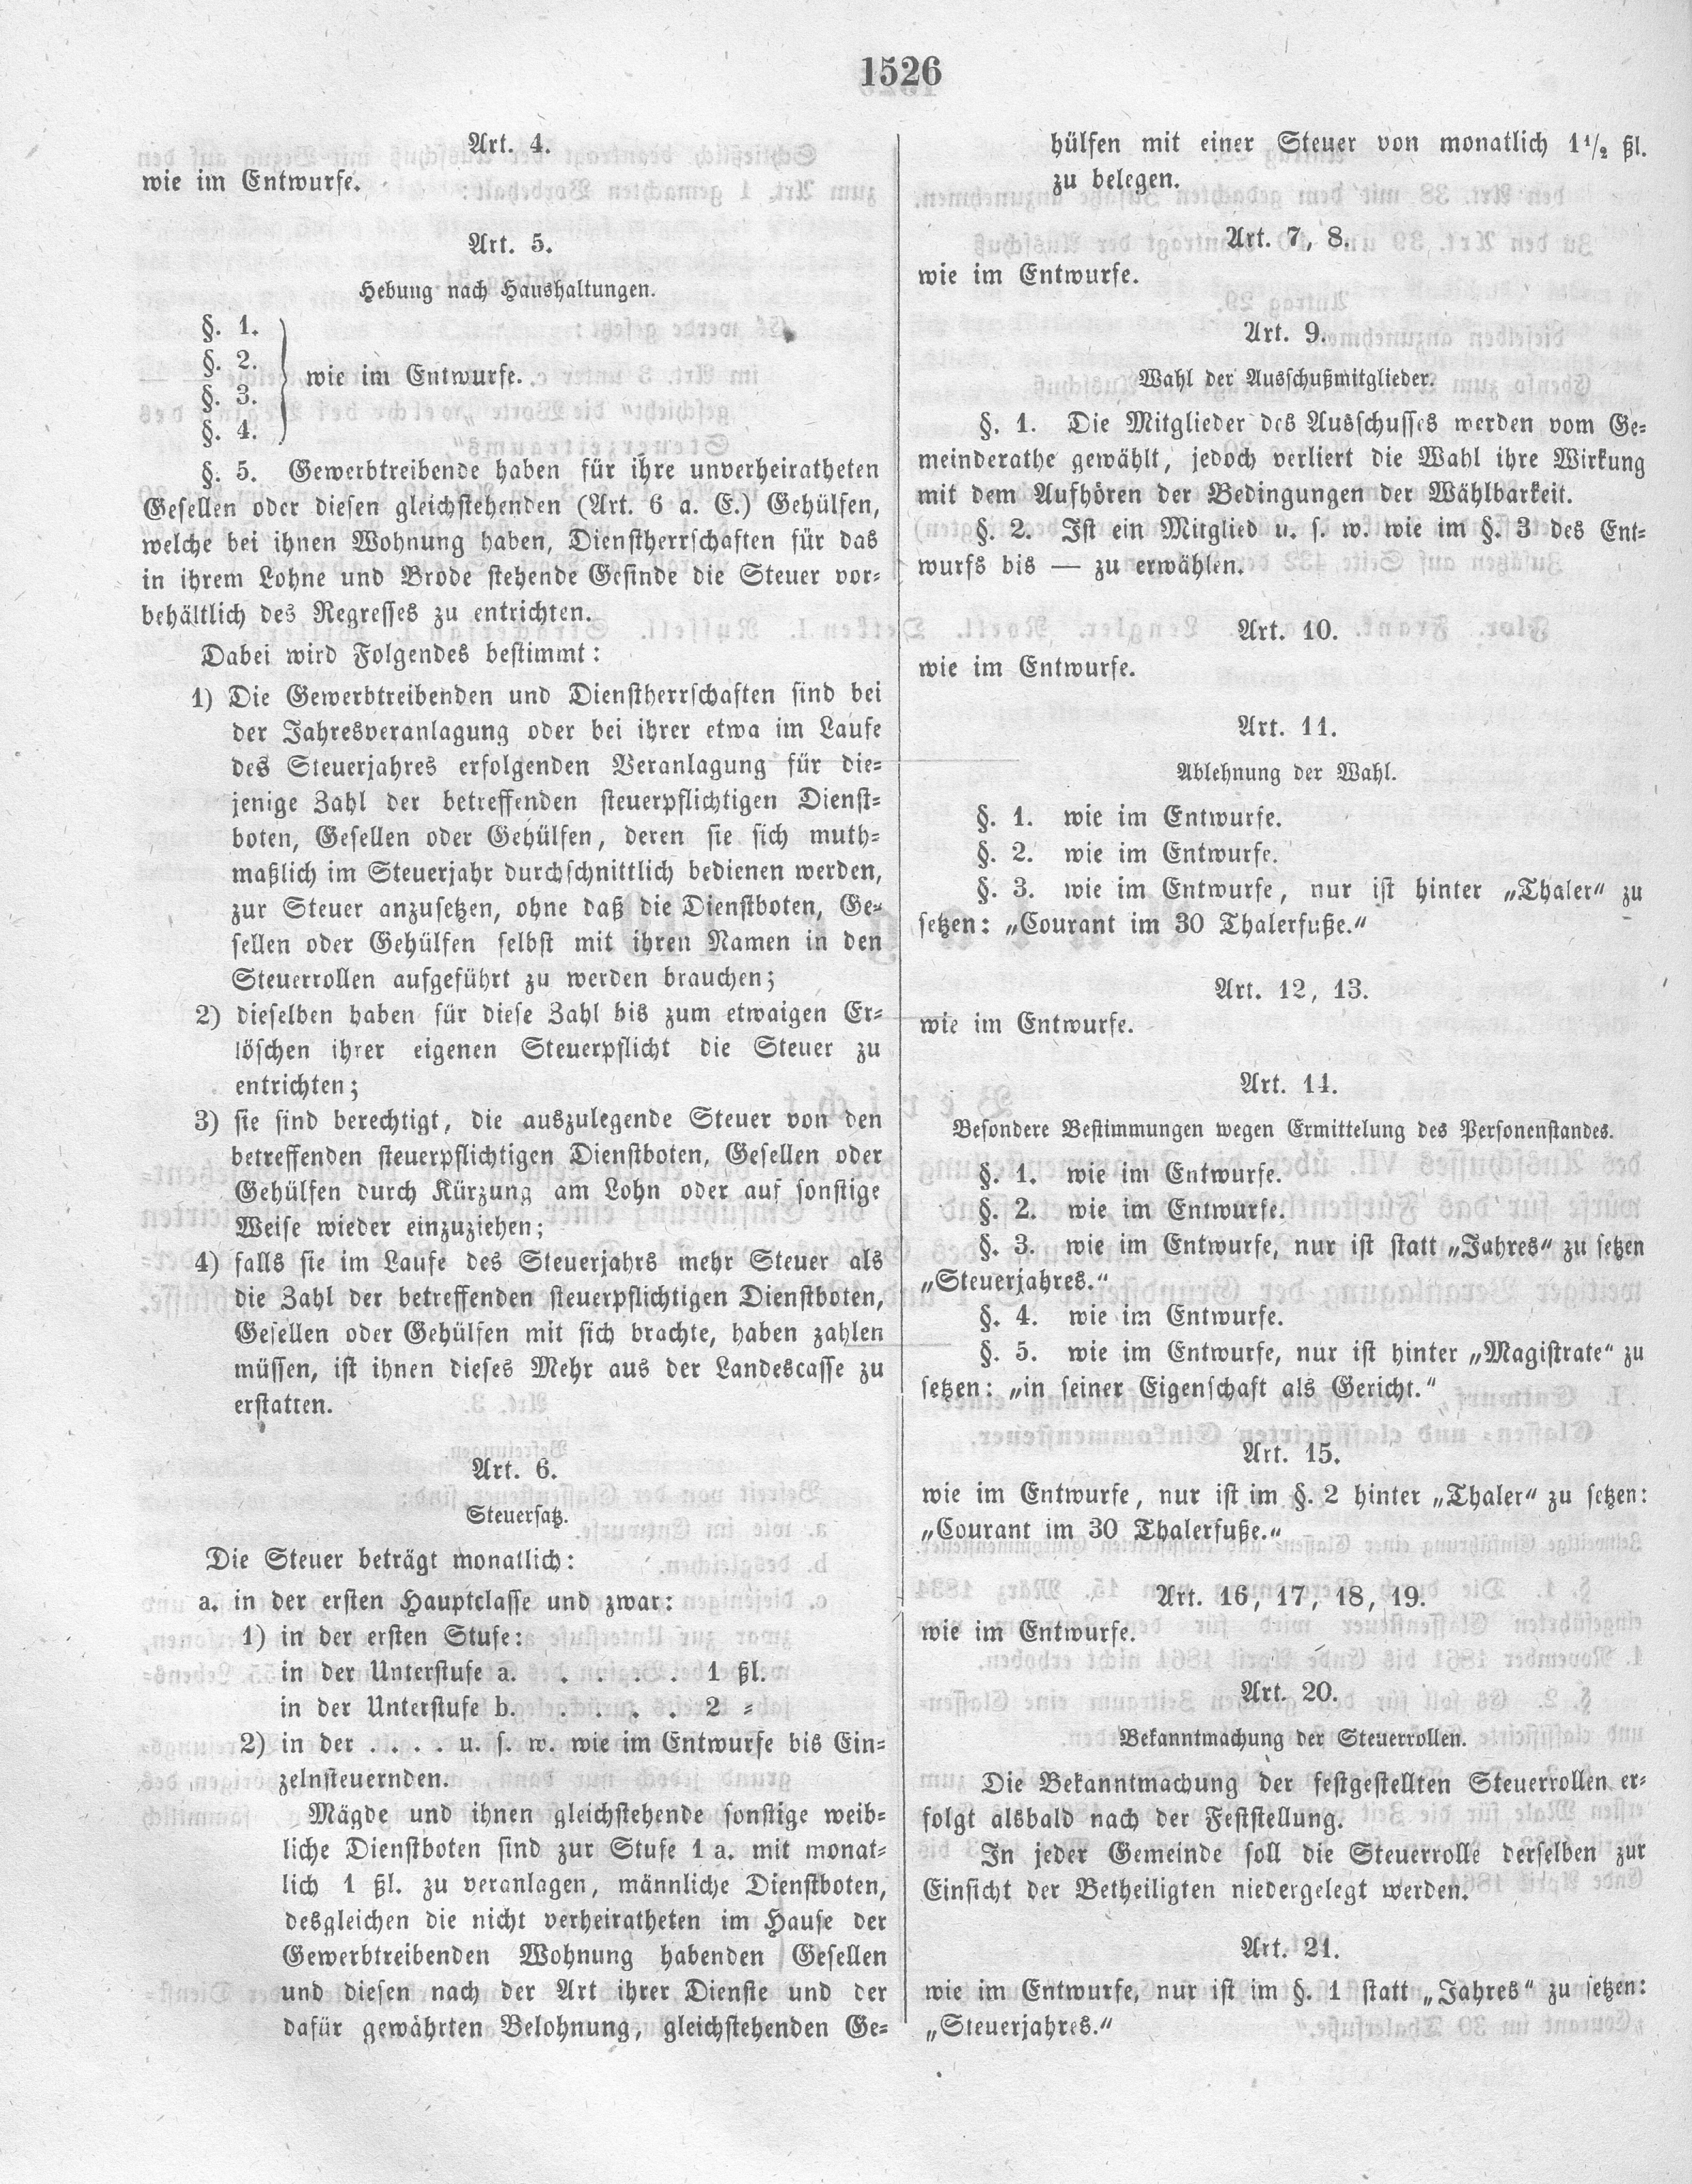 1526
Art. 4.
wie im Entwurfe.
Art. 5.
Hebung nach Haushaltungen.
§. 1.
§. 2.
§. 3.
§. 4.
wie im Entwurfe.
§. 5. Gewerbtreibende haben für ihre unverheiratheten
Gesellen oder diesen gleichstehenden (Art. 6 a. E.) Gehülfen,
welche bei ihnen Wohnung haben, Dienstherrschaften für das
in ihrem Lohne und Brode stehende Gesinde die Steuer vor-
behältlich des Regresses zu entrichten.
Dabei wird Folgendes bestimmt:
1) Die Gewerbtreibenden und Dienstherrschaften sind bei
der Jahresveranlagung oder bei ihrer etwa im Laufe
des Steuerjahres erfolgenden Veranlagung für die-
jenige Zahl der betreffenden steuerpflichtigen Dienst-
boten, Gesellen oder Gehülfen, deren sie sich muth-
maßlich im Steuerjahr durchschnittlich bedienen werden,
zur Steuer anzusetzen, ohne daß die Dienstboten, Ge-
sellen oder Gehülfen selbst mit ihren Namen in den
Steuerrollen aufgeführt zu werden brauchen;
2) dieselben haben für diese Zahl bis zum etwaigen Er-
löschen ihrer eigenen Steuerpflicht die Steuer zu
entrichten;
3) sie sind berechtigt, die auszulegende Steuer von den
betreffenden steuerpflichtigen Dienstboten, Gesellen oder
Gehülfen durch Kürzung am Lohn oder auf sonstige
Weise wieder einzuziehen;
4) falls sie im Laufe des Steuerjahrs mehr Steuer als
die Zahl der betreffenden steuerpflichtigen Dienstboten,
Gesellen oder Gehülfen mit sich brachte, haben zahlen
müssen, ist ihnen dieses Mehr aus der Landescasse zu
erstatten.
Art. 6.
Steuersatz.
Die Steuer beträgt monatlich:
a. in der ersten Hauptclasse und zwar:
1) in der ersten Stufe:
in der Unterstufe a. . . . . . 1 ßl.
in der Unterstufe b. . . . . . 2 =
2) in der . . . . u. s. w. wie im Entwurfe bis Ein-
zelnsteuernden.
Mägde und ihnen gleichstehende sonstige weib-
liche Dienstboten sind zur Stufe 1 a. mit monat-
lich 1 ßl. zu veranlagen, männliche Dienstboten,
desgleichen die nicht verheiratheten im Hause der
Gewerbtreibenden Wohnung habenden Gesellen
und diesen nach der Art ihrer Dienste und der
dafür gewährten Belohnung, gleichstehenden Ge-
hülfen mit einer Steuer von monatlich 1 1/2 ßl.
zu belegen.
Art. 7, 8.
wie im Entwurfe.
Art. 9.
Wahl der Ausschußmitglieder.
§. 1. Die Mitglieder des Ausschusses werden vom Ge-
meinderathe gewählt, jedoch verliert die Wahl ihre Wirkung
mit dem Aufhören der Bedingungen der Wählbarkeit.
§. 2. Ist ein Mitglied u. s. w. wie im §. 3 des Ent-
wurfs bis — zu erwählen.
Art. 10.
wie im Entwurfe.
Art. 11.
Ablehnung der Wahl.
§. 1. wie im Entwurfe.
§. 2. wie im Entwurfe.
§. 3. wie im Entwurfe, nur ist hinter „Thaler“ zu
setzen: „Courant im 30 Thalerfuße.“
Art. 12, 13.
wie im Entwurfe.
Art. 14.
Besondere Bestimmungen wegen Ermittelung des Personenstandes.
§. 1. wie im Entwurfe.
§. 2. wie im Entwurfe.
§. 3. wie im Entwurfe, nur ist statt „Jahres“ zu setzen
„Steuerjahres.“
§. 4. wie im Entwurfe.
§. 5. wie im Entwurfe, nur ist hinter „Magistrate“ zu
setzen: „in seiner Eigenschaft als Gericht.“
Art. 15.
wie im Entwurfe, nur ist im §. 2 hinter „Thaler“ zu setzen:
„Courant im 30 Thalerfuße.“
Art. 16, 17, 18, 19.
wie im Entwurfe.
Art. 20.
Bekanntmachung der Steuerrollen.
Die Bekanntmachung der festgestellten Steuerrollen er-
folgt alsbald nach der Feststellung.
In jeder Gemeinde soll die Steuerrolle derselben zur
Einsicht der Betheiligten niedergelegt werden.
Art. 21.
wie im Entwurfe, nur ist im §. 1 statt „Jahres“ zu setzen:
„Steuerjahres.“